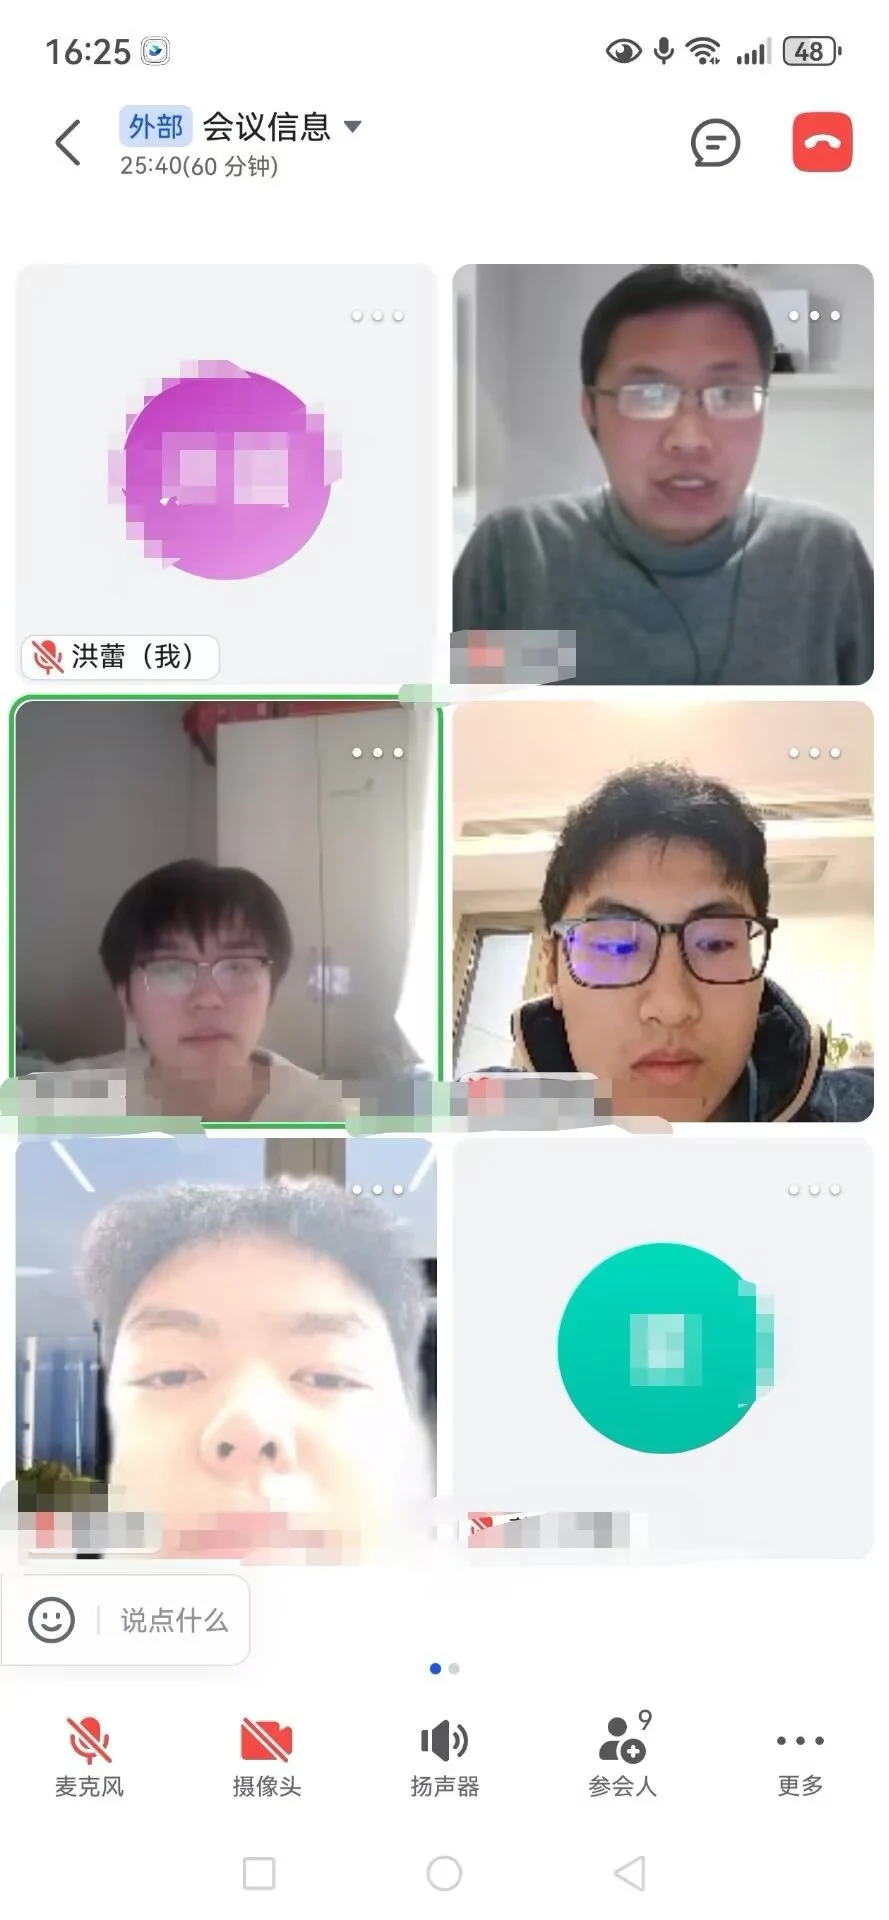 16:25
48
外部 会议信息
25:40(60 分钟)
洪蕾（我）
说点什么
9
麦克风
摄像头
扬声器
参会人
更多